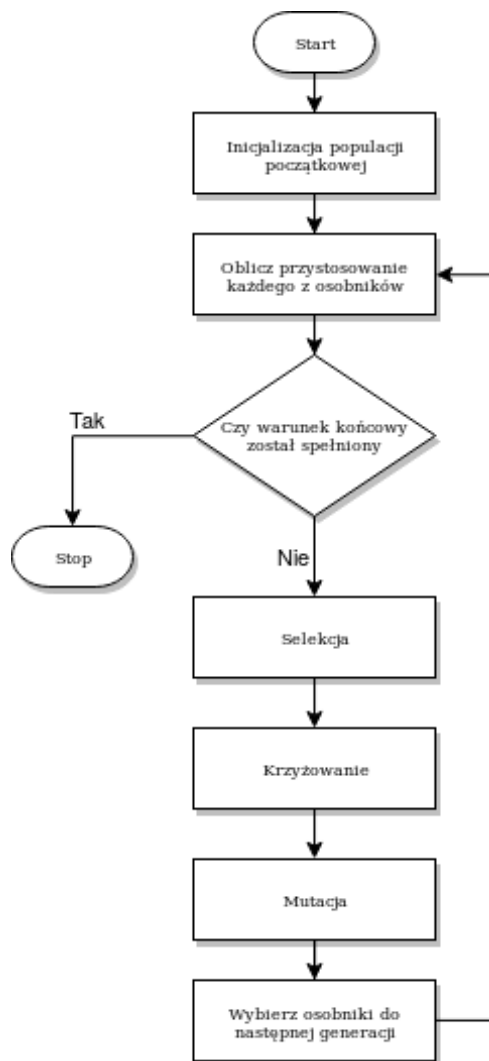 Start
Inicjalizacja populacji
początkowej
Oblicz przystosowanie
każdego z osobników
Czy warunek końcowy
został spełniony
Tak
Stop
Nie
Selekcja
Krzyżowanie
Mutacja
Wybierz osobniki do
następnej generacji